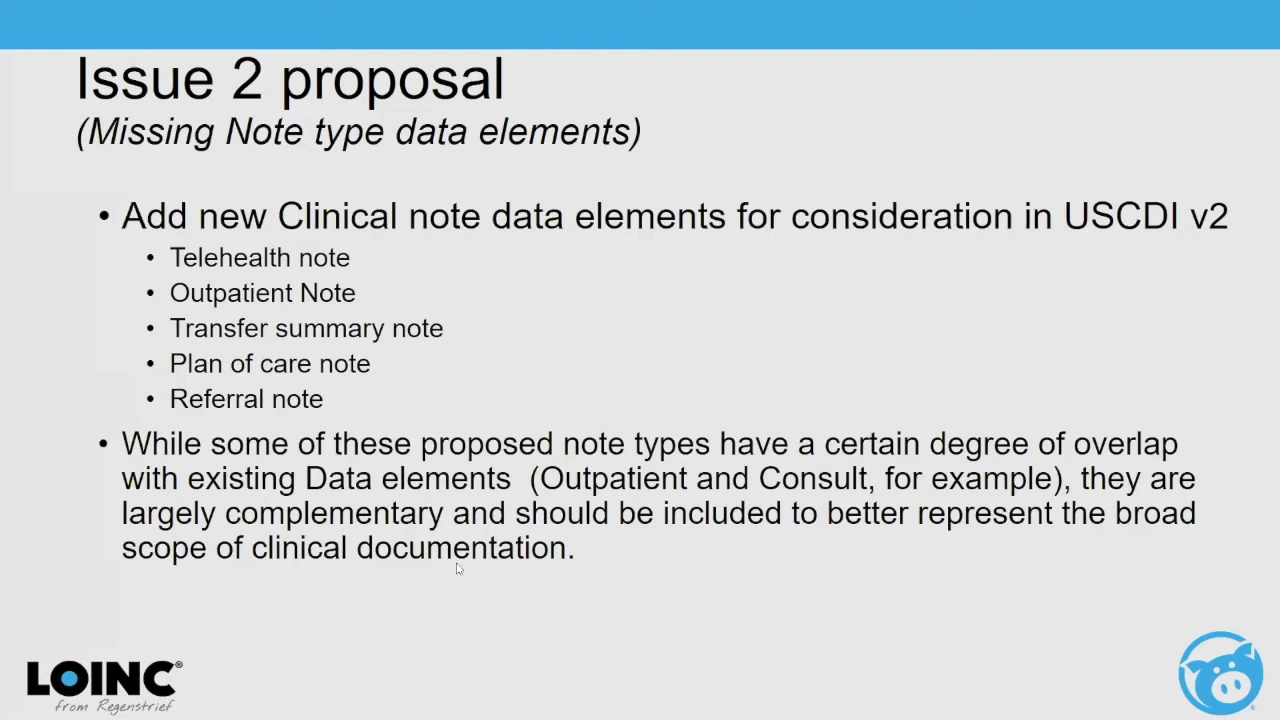 Issue 2 proposal
(Missing Note type data elements)
• Add new Clinical note data elements for consideration in USCDI v2
• Telehealth note
• Outpatient Note
• Transfer summary note
• Plan of care note
• Referral note
• While some of these proposed note types have a certain degree of overlap
with existing Data elements  (Outpatient and Consult, for example), they are
largely complementary and should be included to better represent the broad
scope of clinical documentation.
LOINC®
from Regenstrief